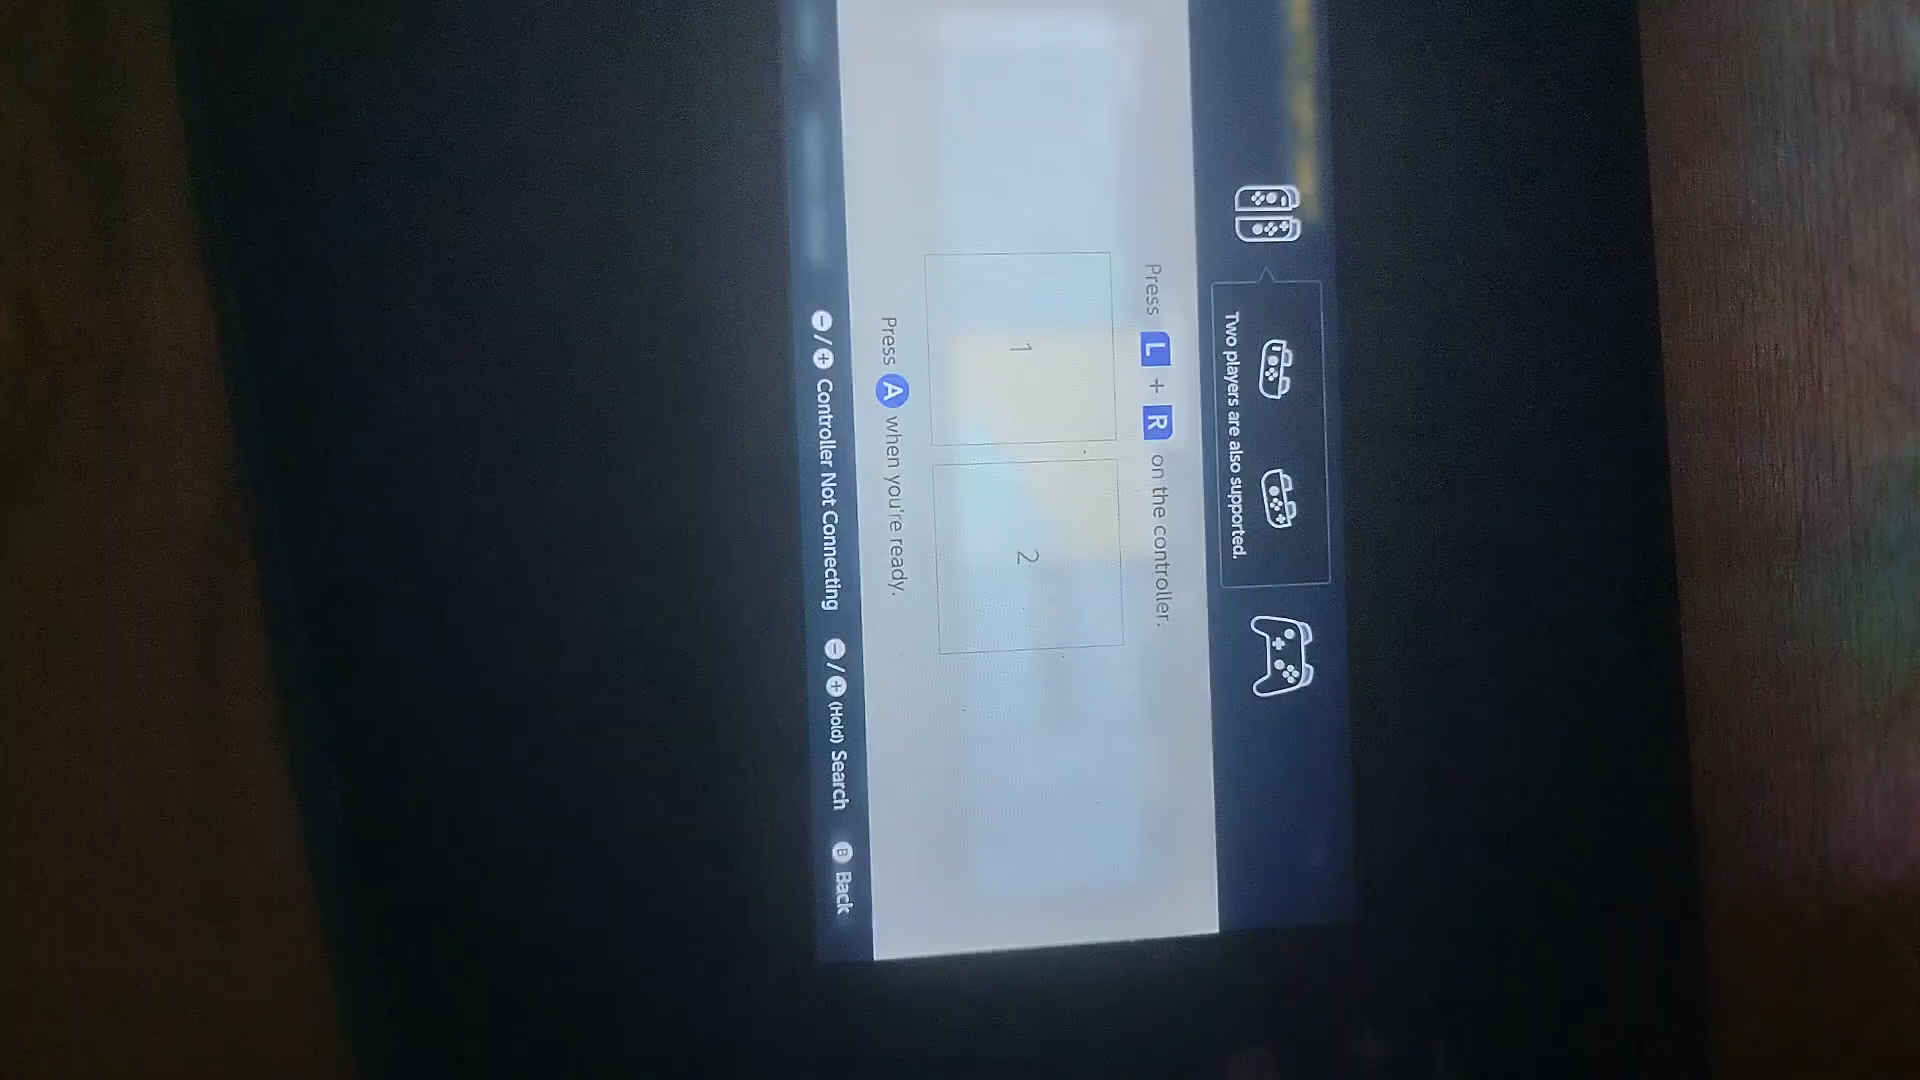 Two players are also supported.
Press L + R on the controller.
1 2
Press A when you're ready.
-/+ Controller Not Connecting -/+ (Hold) Search B Back